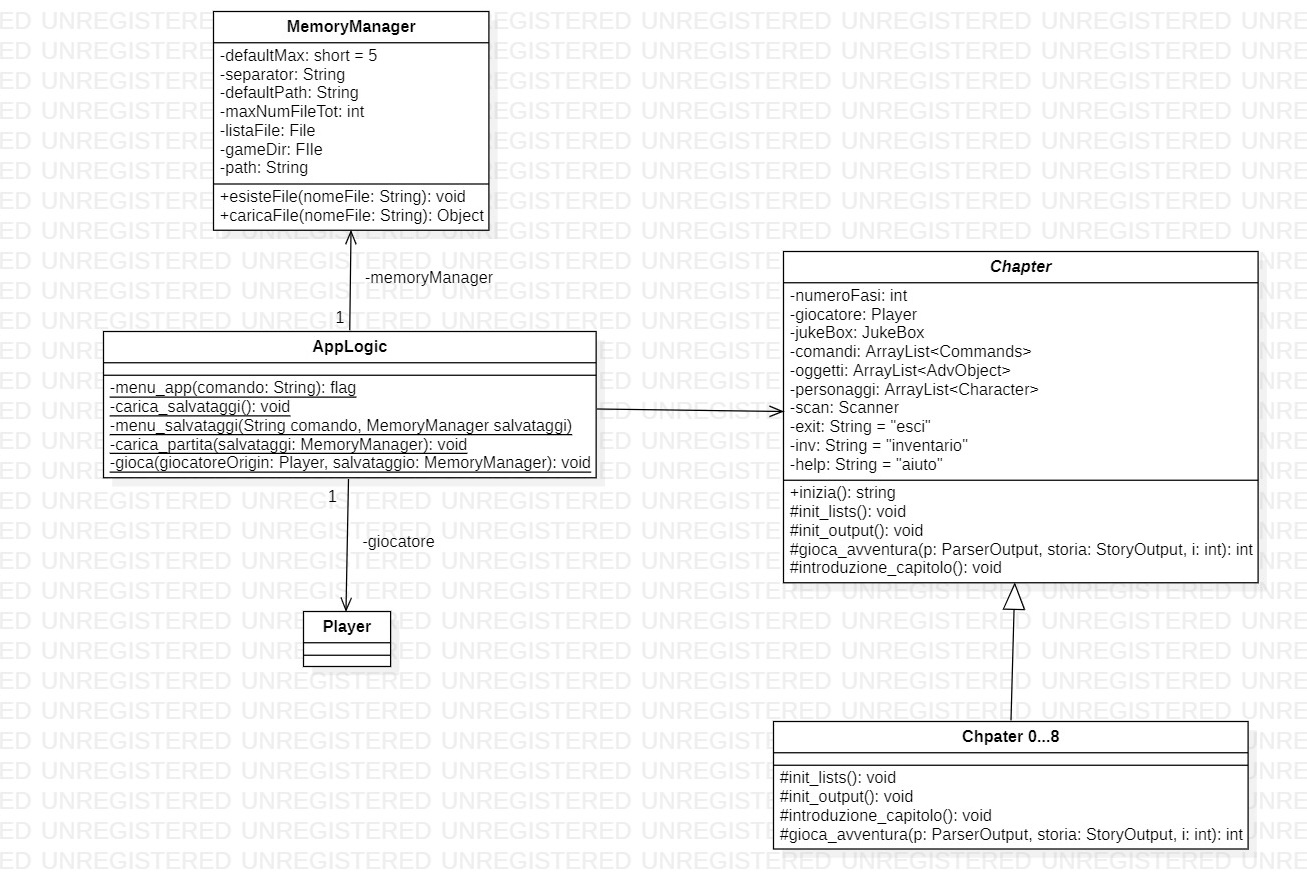 MemoryManager
-defaultMax: short = 5
-separator: String
-defaultPath: String
-maxNumFileTot: int
-listaFile: File
-gameDir: FIle
-path: String
+esisteFile(nomeFile: String): void
+caricaFile(nomeFile: String): Object
-memoryManager
1
AppLogic
-menu_app(comando: String): flag
-carica_salvataggi(): void
-menu_salvataggi(String comando, MemoryManager salvataggi)
-carica_partita(salvataggi: MemoryManager): void
-gioca(giocatoreOrigin: Player, salvataggio: MemoryManager): void
1
-giocatore
Player
Chapter
-numeroFasi: int
-giocatore: Player
-jukeBox: JukeBox
-comandi: ArrayList<Commands>
-oggetti: ArrayList<AdvObject>
-personaggi: ArrayList<Character>
-scan: Scanner
-exit: String = "esci"
-inv: String = "inventario"
-help: String = "aiuto"
+inizia(): string
#init_lists(): void
#init_output(): void
#gioca_avventura(p: ParserOutput, storia: StoryOutput, i: int): int
#introduzione_capitolo(): void
Chpater 0...8
#init_lists(): void
#init_output(): void
#introduzione_capitolo(): void
#gioca_avventura(p: ParserOutput, storia: StoryOutput, i: int): int
UNREGISTERED